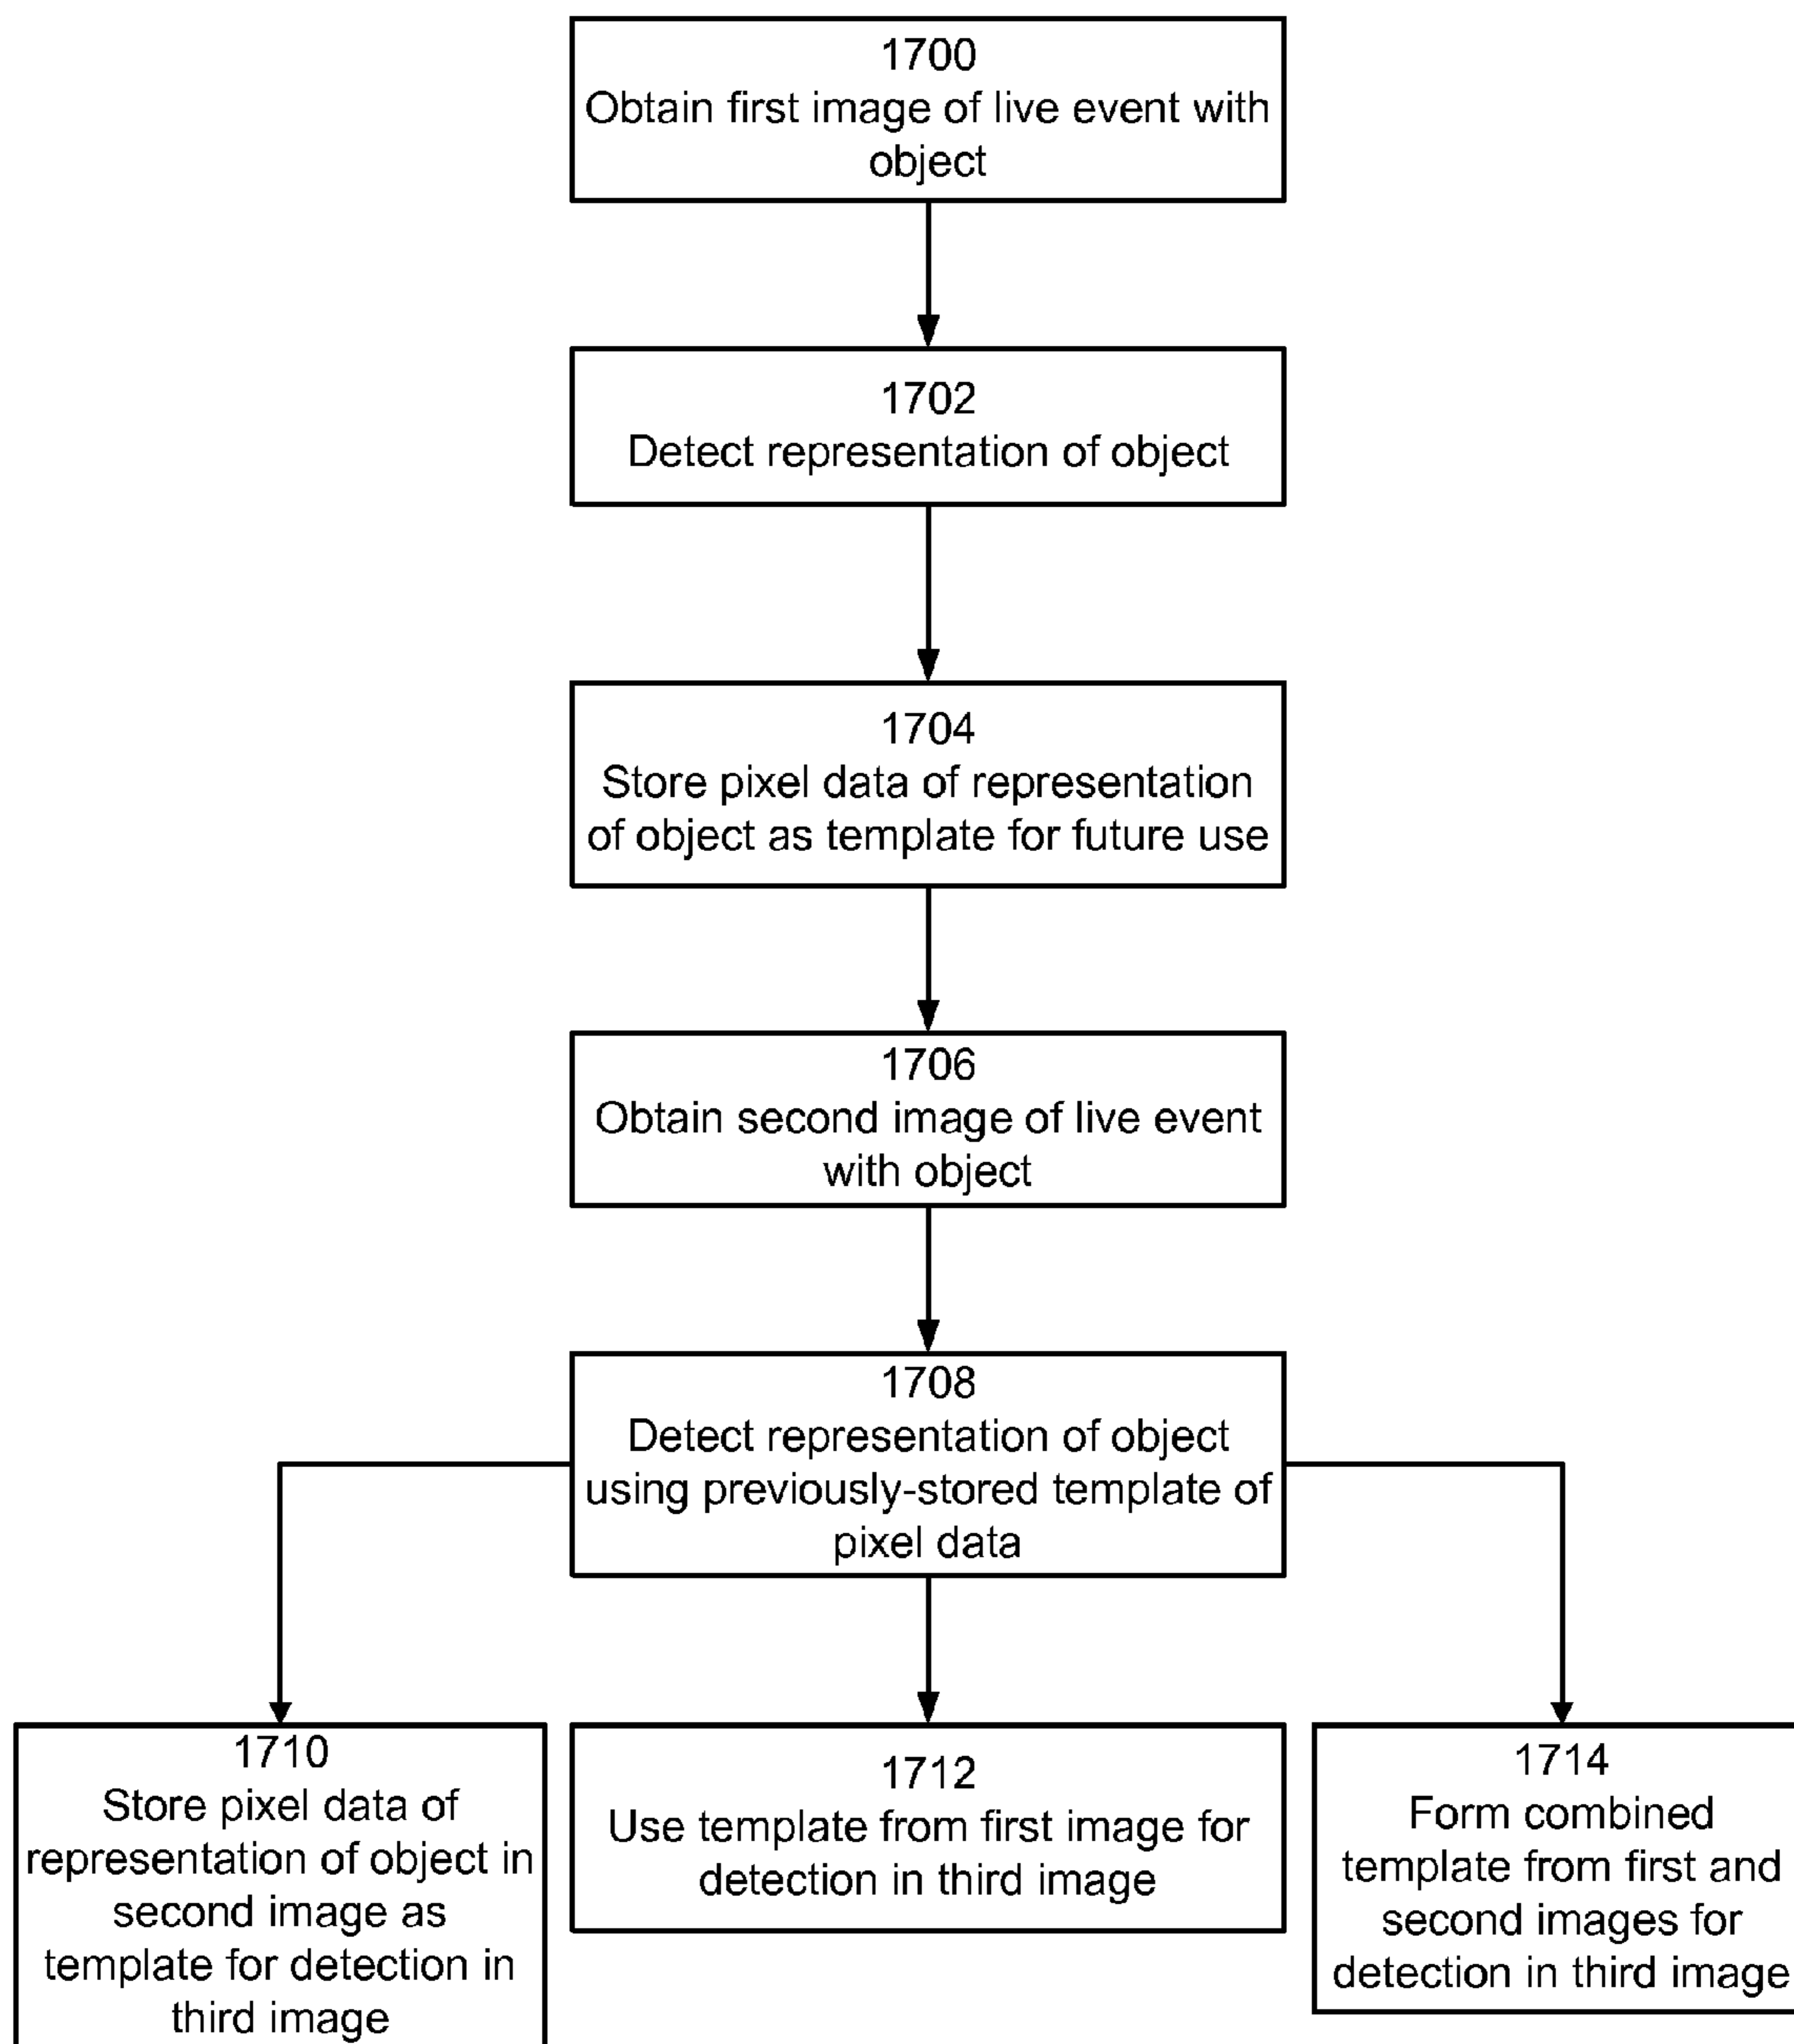 1700
Obtain first image of live event with
object
1702
Detect representation of object
1704
Store pixel data of representation
of object as template for future use
1706
Obtain second image of live event
with object
1708
Detect representation of object
using previously-stored template of
pixel data
1710
Store pixel data of
representation of object in
second image as
template for detection in
third image
1712
Use template from first image for
detection in third image
1714
Form combined
template from first and
second images for
detection in third image